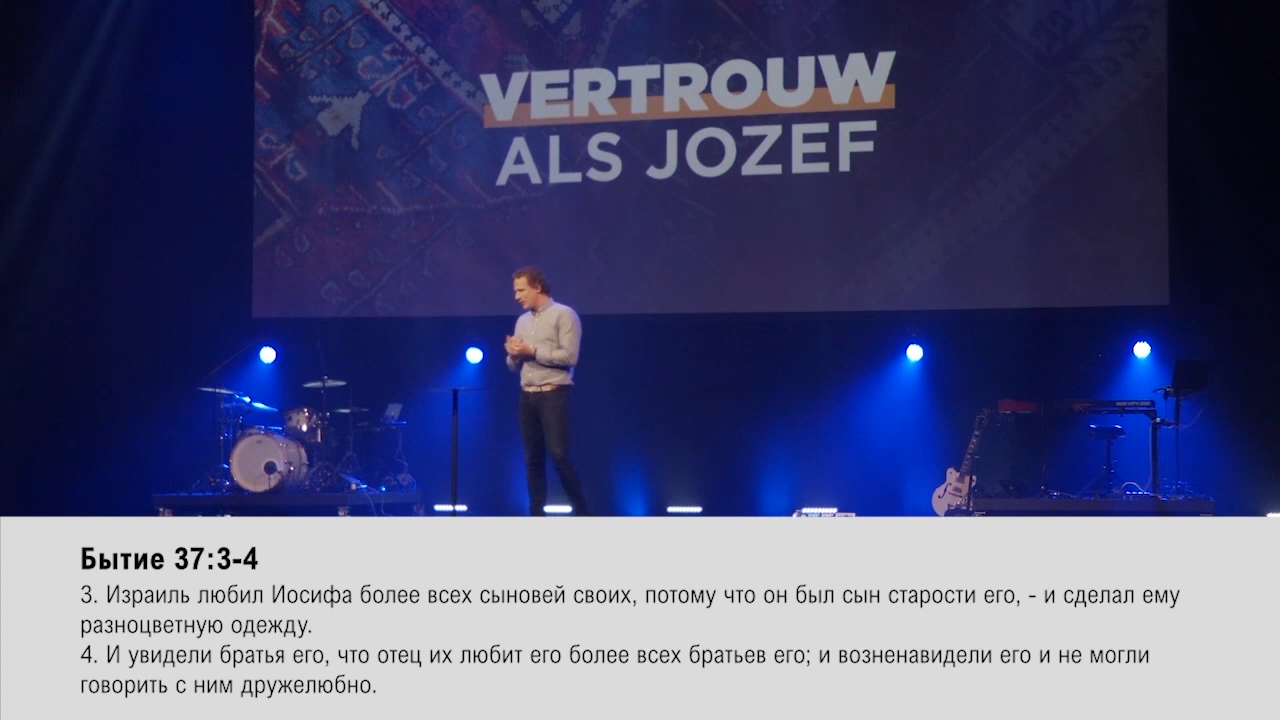 VERTROUW
ALS JOZEF
Бытие 37:3-4
3. Израиль любил Иосифа более всех сыновей своих, потому что он был сын старости его, - и сделал ему
разноцветную одежду.
4. И увидели братья его, что отец их любит его более всех братьев его; и возненавидели его и не могли
говорить с ним дружелюбно.